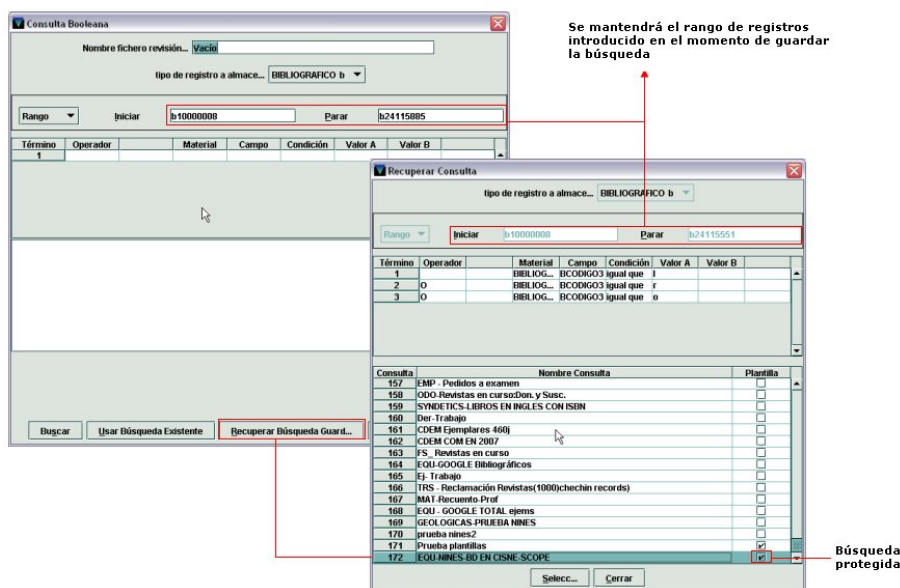 Consulta Booleana
Nombre fichero revisión... Vacío
tipo de registro a almace... BIBLIOGRAFICO b
Rango Iniciar b10000008 Parar b24115885
Término Operador Material Campo Condición Valor A Valor B
1
Buscar Usar Búsqueda Existente Recuperar Búsqueda Guard...
Se mantendrá el rango de registros
introducido en el momento de guardar
la búsqueda
Recuperar Consulta
tipo de registro a almace... BIBLIOGRAFICO b
Rango Iniciar b10000008 Parar b24115551
Término Operador Material Campo Condición Valor A Valor B
1 BIBLIOG... BCODIGO3 igual que l
2 O BIBLIOG... BCODIGO3 igual que r
3 O BIBLIOG... BCODIGO3 igual que o
Consulta Nombre Consulta Plantilla
157 EMP - Pedidos a examen
158 ODO-Revistas en curso:Don. y Susc.
159 SYNDETICS-LIBROS EN INGLES CON ISBN
160 Der-Trabajo
161 CDEM Ejemplares 460j
162 CDEM COM EN 2007
163 FS_ Revistas en curso
164 EQU-GOOGLE Bibliográficos
165 Ej- Trabajo
166 TRS - Reclamación Revistas(1000)chechin records)
167 MAT-Recuento-Prof
168 EQU - GOOGLE TOTAL ejems
169 GEOLOGICAS-PRUEBA NINES
170 prueba nines2
171 Prueba plantillas
172 EQU-NINES-BD EN CISNE-SCOPE
Selecc... Cerrar
Búsqueda
protegida